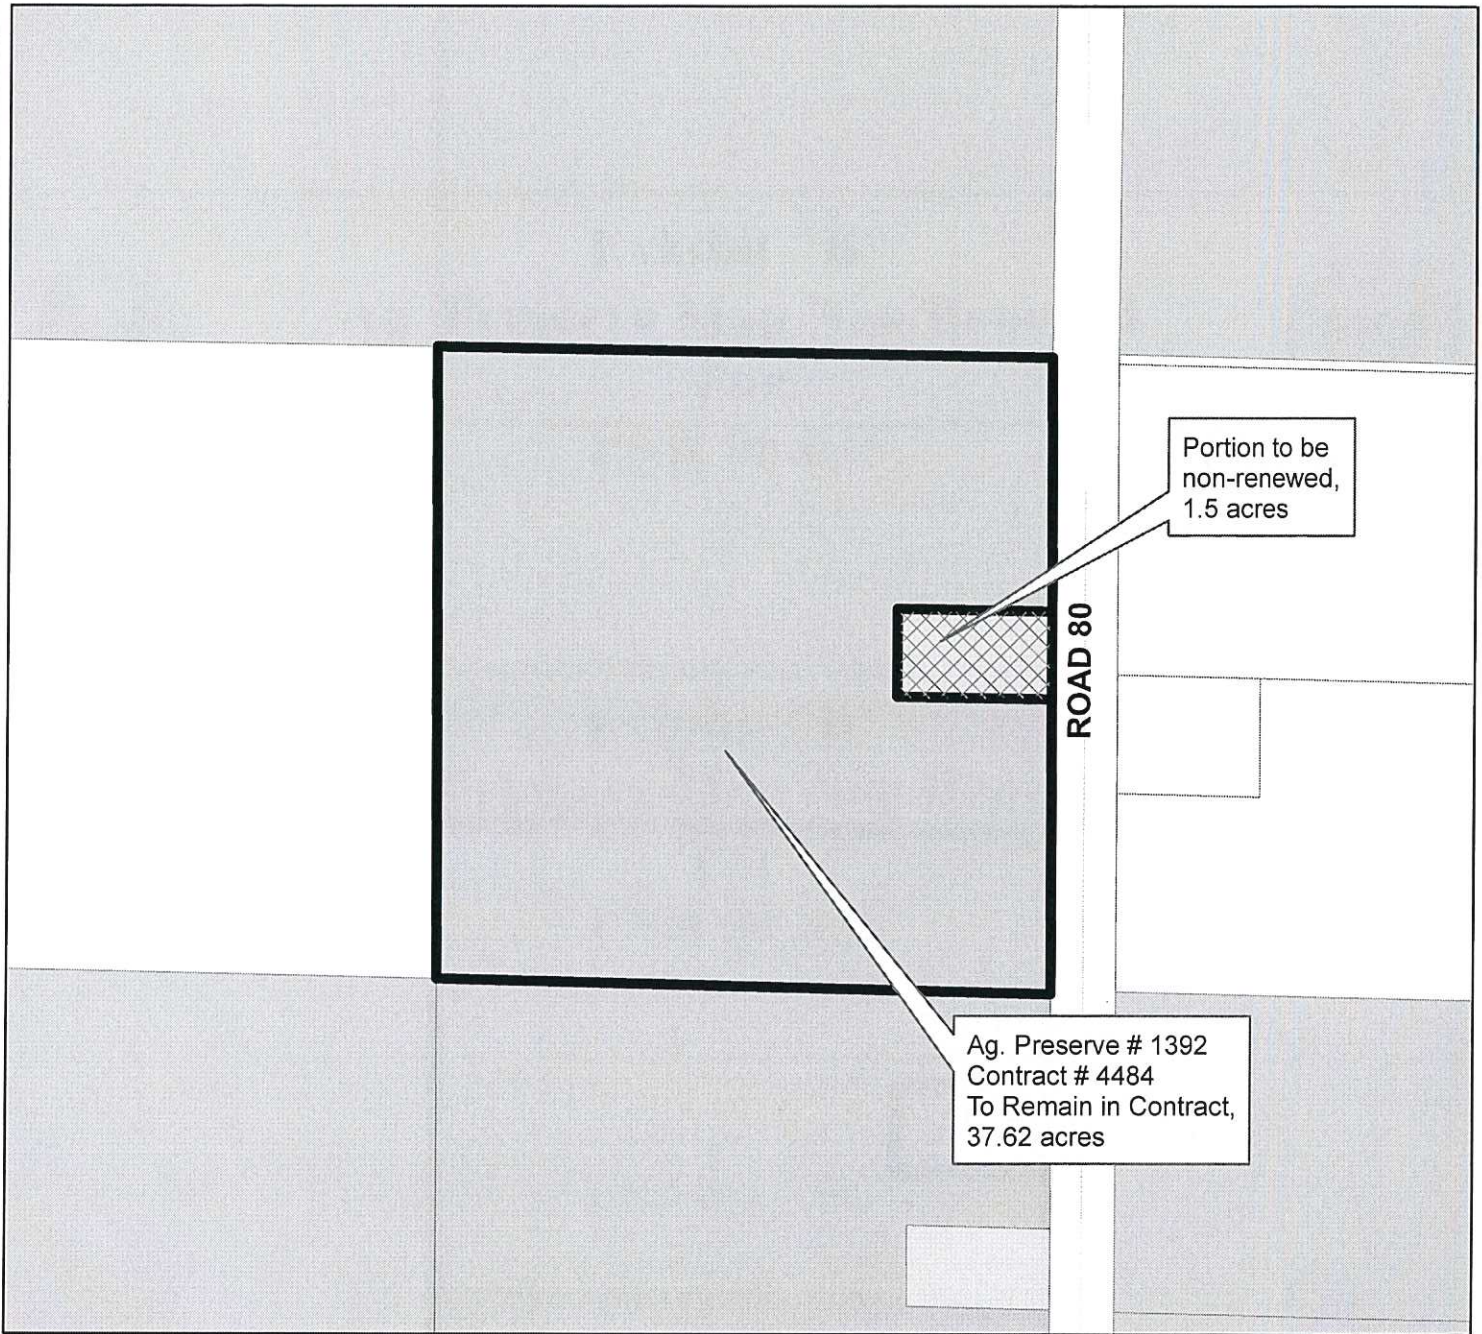 Portion to be
non-renewed,
1.5 acres
ROAD 80
Ag. Preserve # 1392
Contract # 4484
To Remain in Contract,
37.62 acres